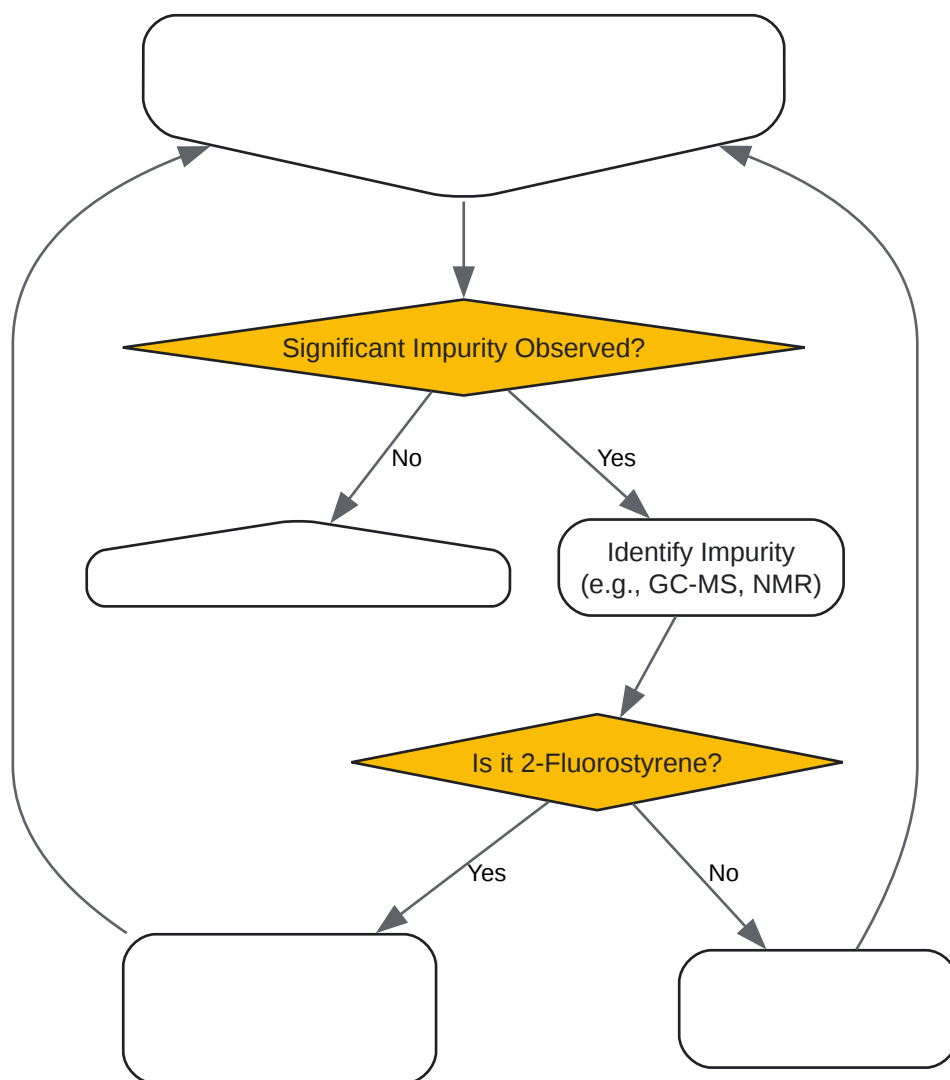 Significant Impurity Observed?
No
Yes
Identify Impurity
(e.g., GC-MS, NMR)
Is it 2-Fluorostyrene?
Yes
No